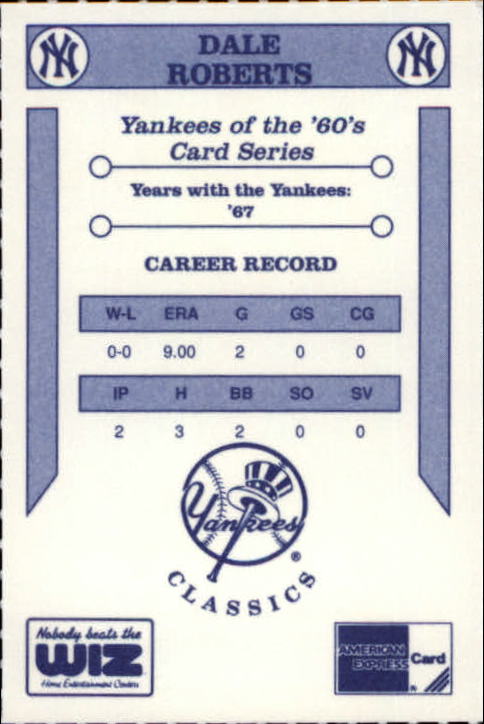 NY
NY
DALE
ROBERTS
Yankees of the '60's
Card Series
Years with the Yankees:
'67
CAREER RECORD
W-L ERA G GS CG
0-0 9.00 2 0 0
IP H BB SO SV
2 3 2 0 0
Yankees
®
CLASSICS
Nobody beats the
WIZ
Home Entertainment Centers
AMERICAN
EXPRESS
®
Card